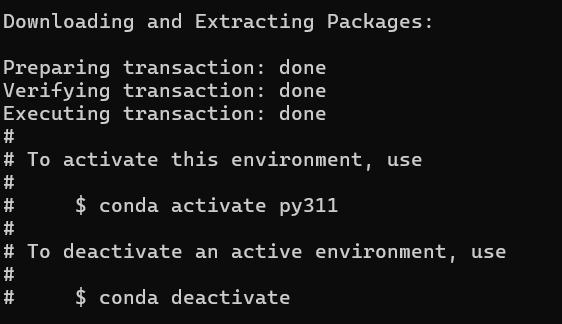 Downloading and Extracting Packages:
Preparing transaction: done
Verifying transaction: done
Executing transaction: done
#
# To activate this environment, use
#
#     $ conda activate py311
#
# To deactivate an active environment, use
#
#     $ conda deactivate